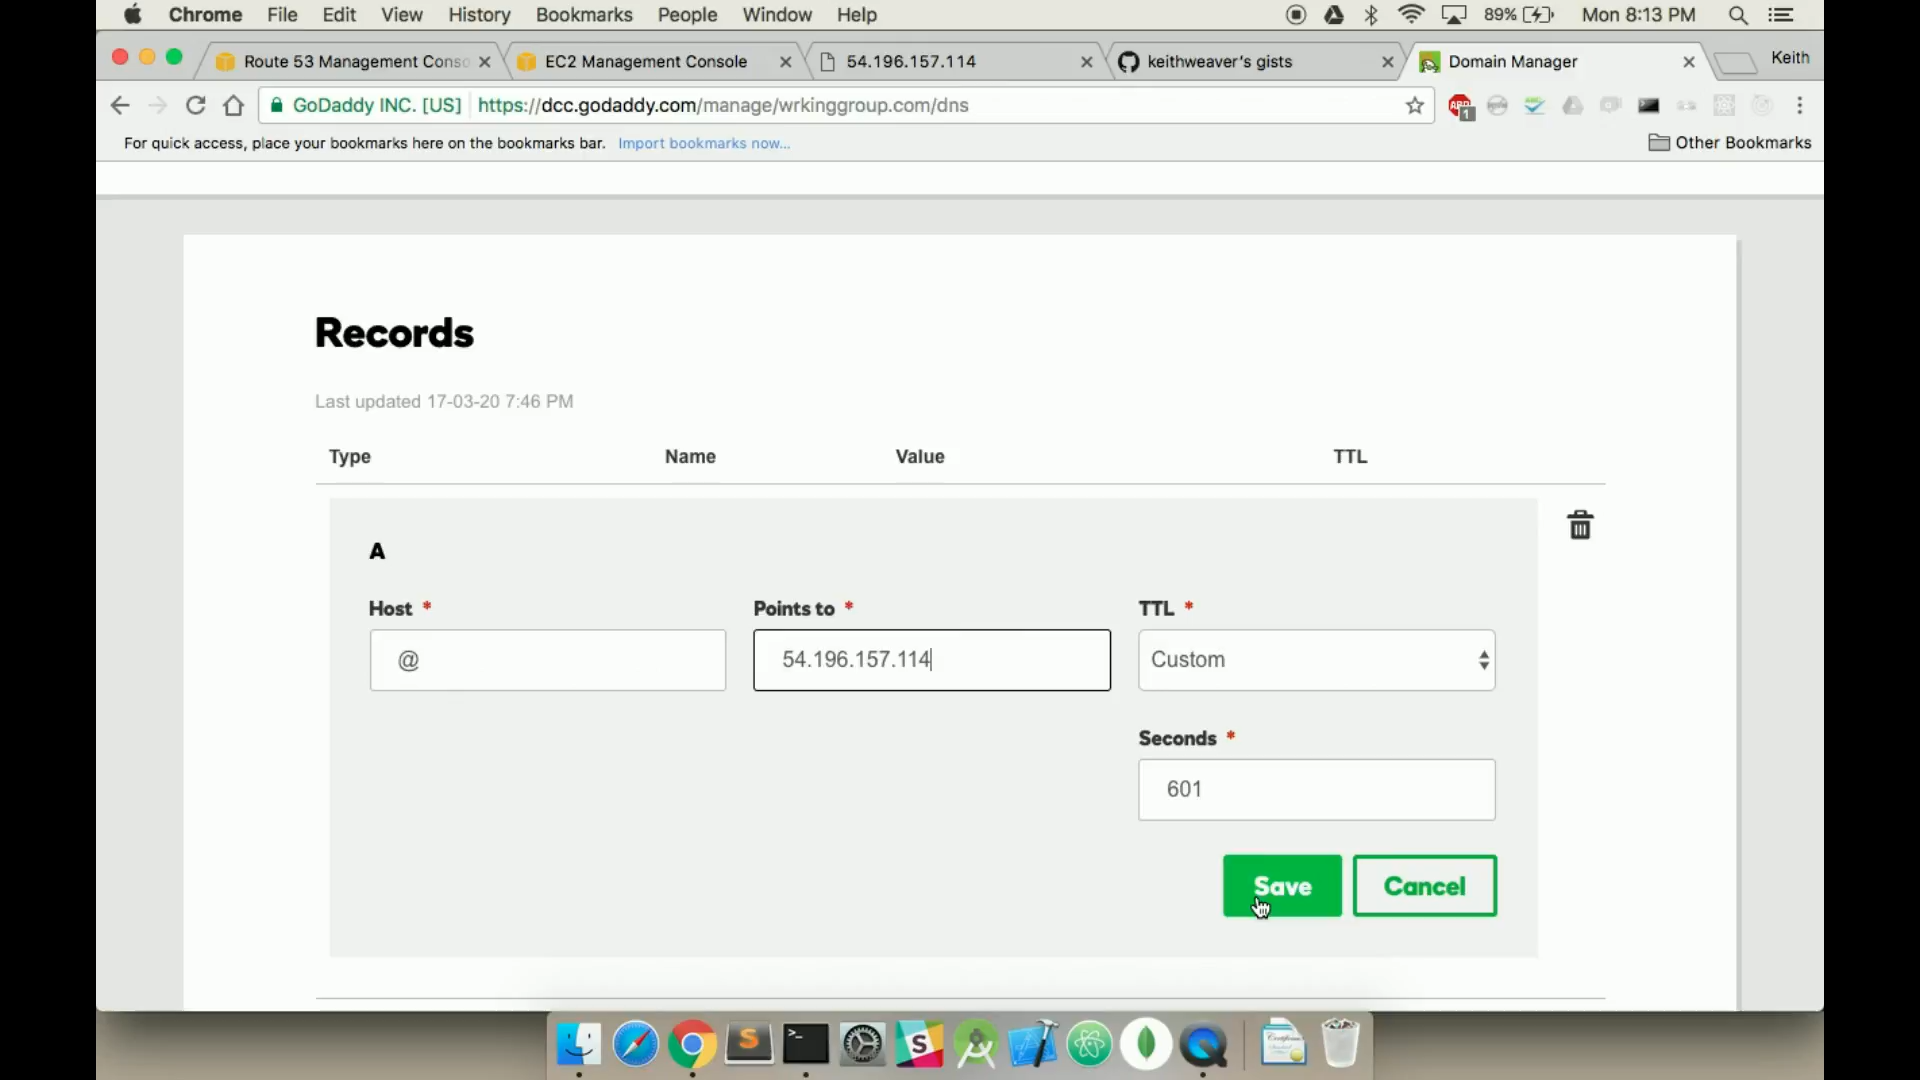 Chrome File Edit View History Bookmarks People Window Help 89% Mon 8:13 PM
Route 53 Management Conso EC2 Management Console 54.196.157.114 keithweaver's gists Domain Manager Keith
GoDaddy INC. [US] https://dcc.godaddy.com/manage/wrkinggroup.com/dns
For quick access, place your bookmarks here on the bookmarks bar. Import bookmarks now... Other Bookmarks
Records
Last updated 17-03-20 7:46 PM
Type Name Value TTL
A
Host * Points to * TTL *
@ 54.196.157.114 Custom
Seconds *
601
Save Cancel